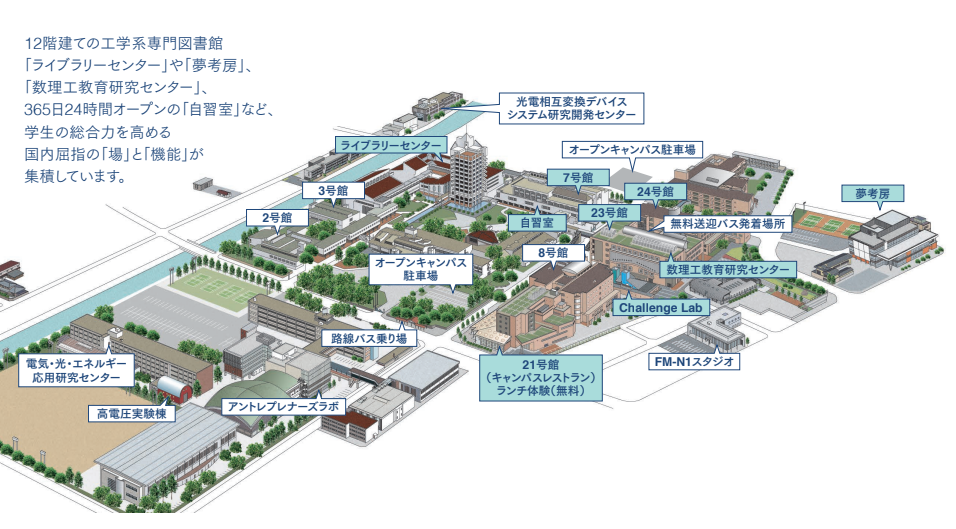 12階建ての工学系専門図書館
「ライブラリーセンター」や「夢考房」、
「数理工教育研究センター」、
365日24時間オープンの「自習室」など、
学生の総合力を高める
国内屈指の「場」と「機能」が
集積しています。
光電相互変換デバイス
システム研究開発センター
ライブラリーセンター
オープンキャンパス駐車場
7号館
3号館
24号館
夢考房
2号館
23号館
自習室
無料送迎バス発着場所
8号館
オープンキャンパス
駐車場
数理工教育研究センター
Challenge Lab
路線バス乗り場
電気・光・エネルギー
応用研究センター
21号館
（キャンパスレストラン）
ランチ体験（無料）
FM-N1スタジオ
高電圧実験棟
アントレプレナーズラボ